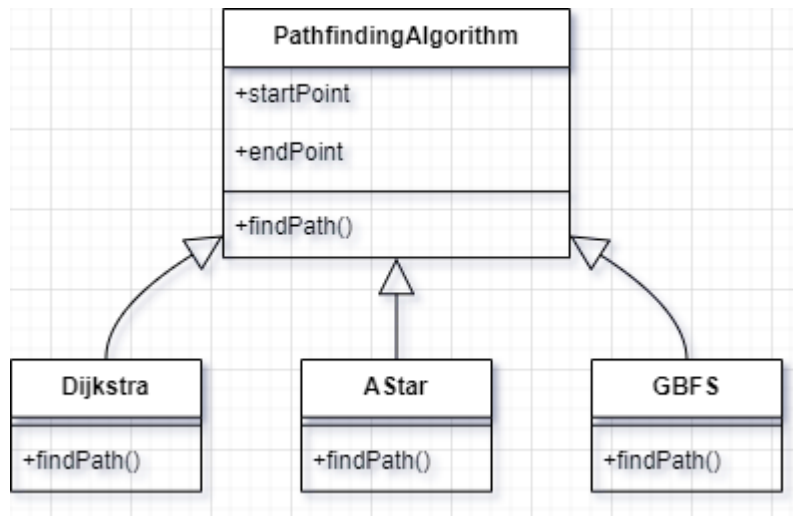 PathfindingAlgorithm
+startPoint
+endPoint
+findPath()
Dijkstra
AStar
GBFS
+findPath()
+findPath()
+findPath()